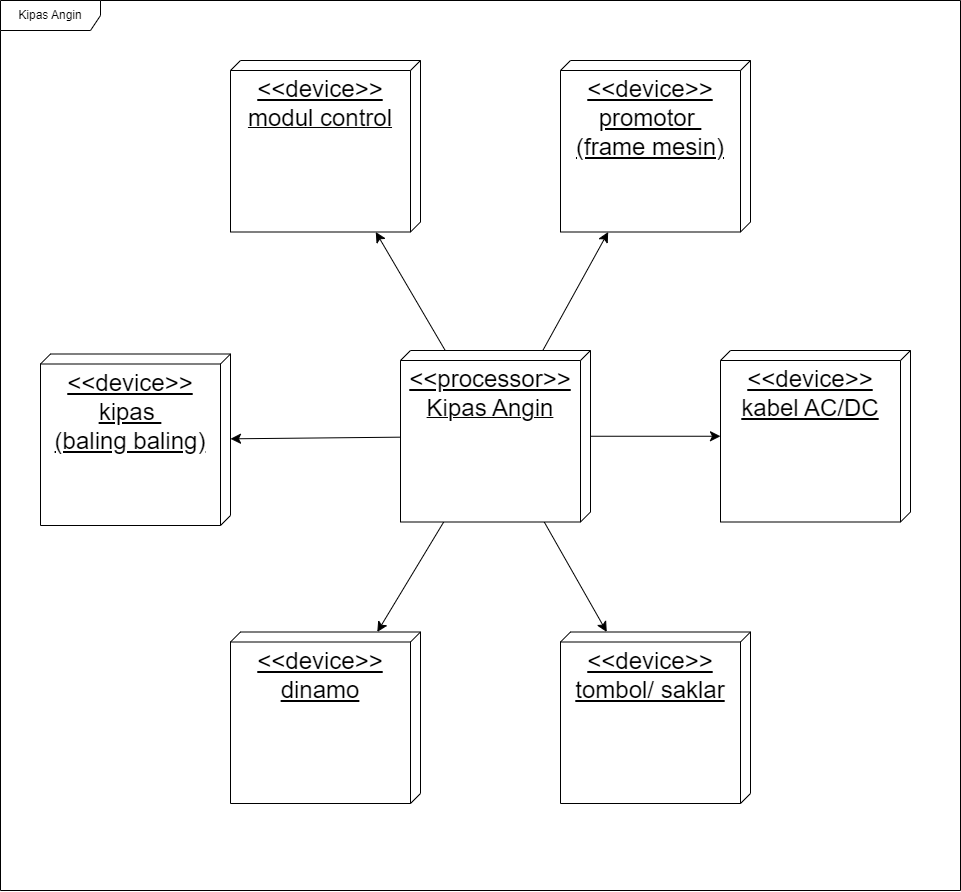 Kipas Angin
<<device>>
modul control
<<device>>
promotor
(frame mesin)
<<device>>
kipas
(baling baling)
<<processor>>
Kipas Angin
<<device>>
kabel AC/DC
<<device>>
dinamo
<<device>>
tombol/ saklar